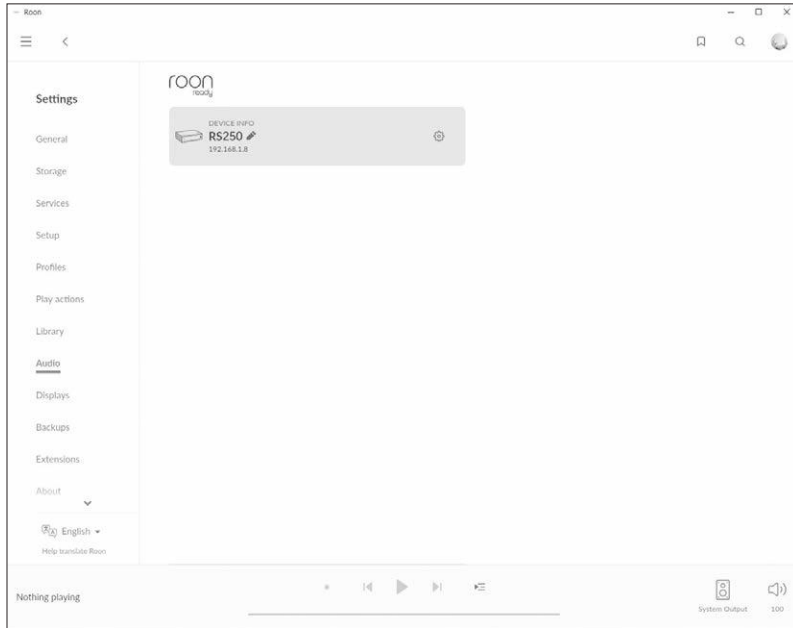 Roon
Settings
General
Storage
Services
Setup
Profiles
Play actions
Library
Audio
Displays
Backups
Extensions
About
English
Help translate Roon
roon
ready
DEVICE INFO
RS250
192.168.1.8
Nothing playing
System Output
100